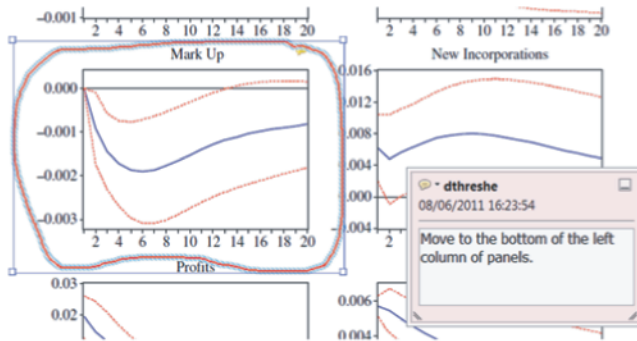 -0.001
2 4 6 8 10 12 14 16 18 20
2 4 6 8 10 12 14 16 18 20
Mark Up
New Incorporations
0.000
-0.001
-0.002
-0.003
2 4 6 8 10 12 14 16 18 20
0.016
0.012
0.008
0.004
0.000
0.004
2
dthreshe
08/06/2011 16:23:54
Move to the bottom of the left
column of panels.
Profits
0.03
0.02
0.006
0.004